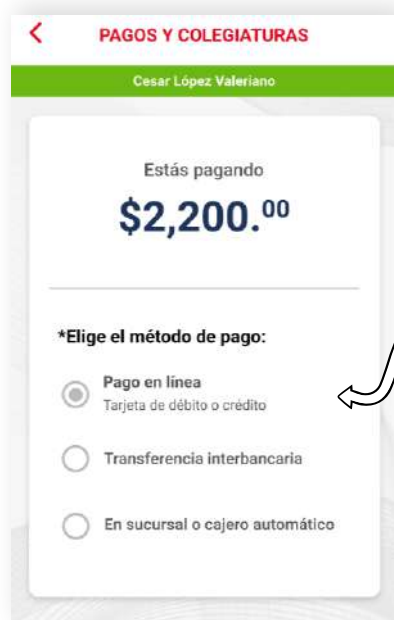 PAGOS Y COLEGIATURAS
Cesar López Valeriano
Estás pagando
$2,200.00
*Elige el método de pago:
Pago en línea
Tarjeta de débito o crédito
Transferencia interbancaria
En sucursal o cajero automático